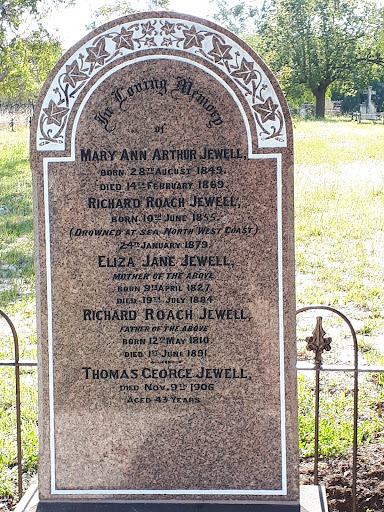 In Loving Memory
of
MARY ANN ARTHUR JEWELL,
BORN 28TH AUGUST 1849.
DIED 14TH FEBRUARY 1869.
RICHARD ROACH JEWELL,
BORN 10TH JUNE 1855.
(DROWNED AT SEA, NORTH WEST COAST)
24TH JANUARY 1879.
ELIZA JANE JEWELL,
MOTHER OF THE ABOVE
BORN 9TH APRIL 1827,
DIED 19TH JULY 1884
RICHARD ROACH JEWELL,
FATHER OF THE ABOVE
BORN 12TH MAY 1810
DIED 1ST JUNE 1891.
THOMAS GEORGE JEWELL,
DIED NOV. 9TH 1906
AGED 43 YEARS